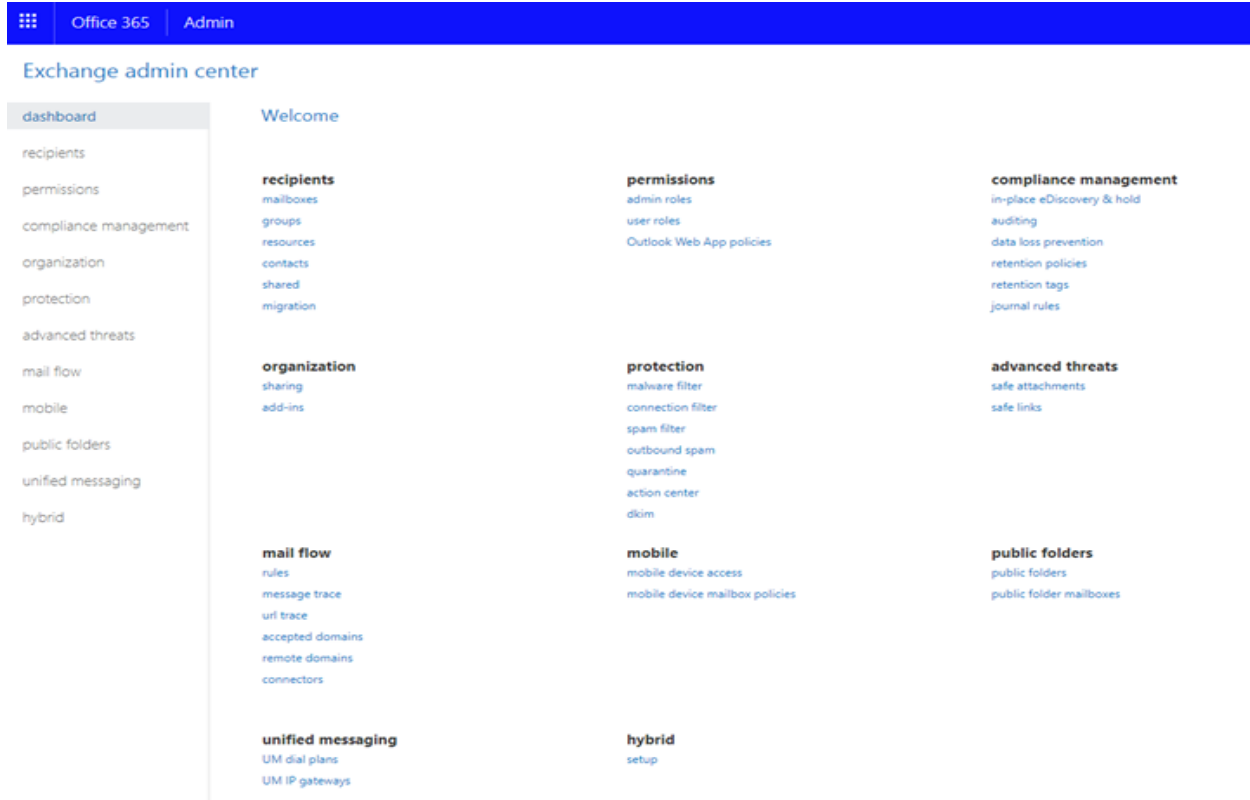 Office 365 Admin
Exchange admin center
dashboard
recipients
permissions
compliance management
organization
protection
advanced threats
mail flow
mobile
public folders
unified messaging
hybrid
Welcome
recipients
mailboxes
groups
resources
contacts
shared
migration
permissions
admin roles
user roles
Outlook Web App policies
compliance management
in-place eDiscovery & hold
auditing
data loss prevention
retention policies
retention tags
journal rules
organization
sharing
add-ins
protection
malware filter
connection filter
spam filter
outbound spam
quarantine
action center
dkim
advanced threats
safe attachments
safe links
mail flow
rules
message trace
url trace
accepted domains
remote domains
connectors
mobile
mobile device access
mobile device mailbox policies
public folders
public folders
public folder mailboxes
unified messaging
UM dial plans
UM IP gateways
hybrid
setup